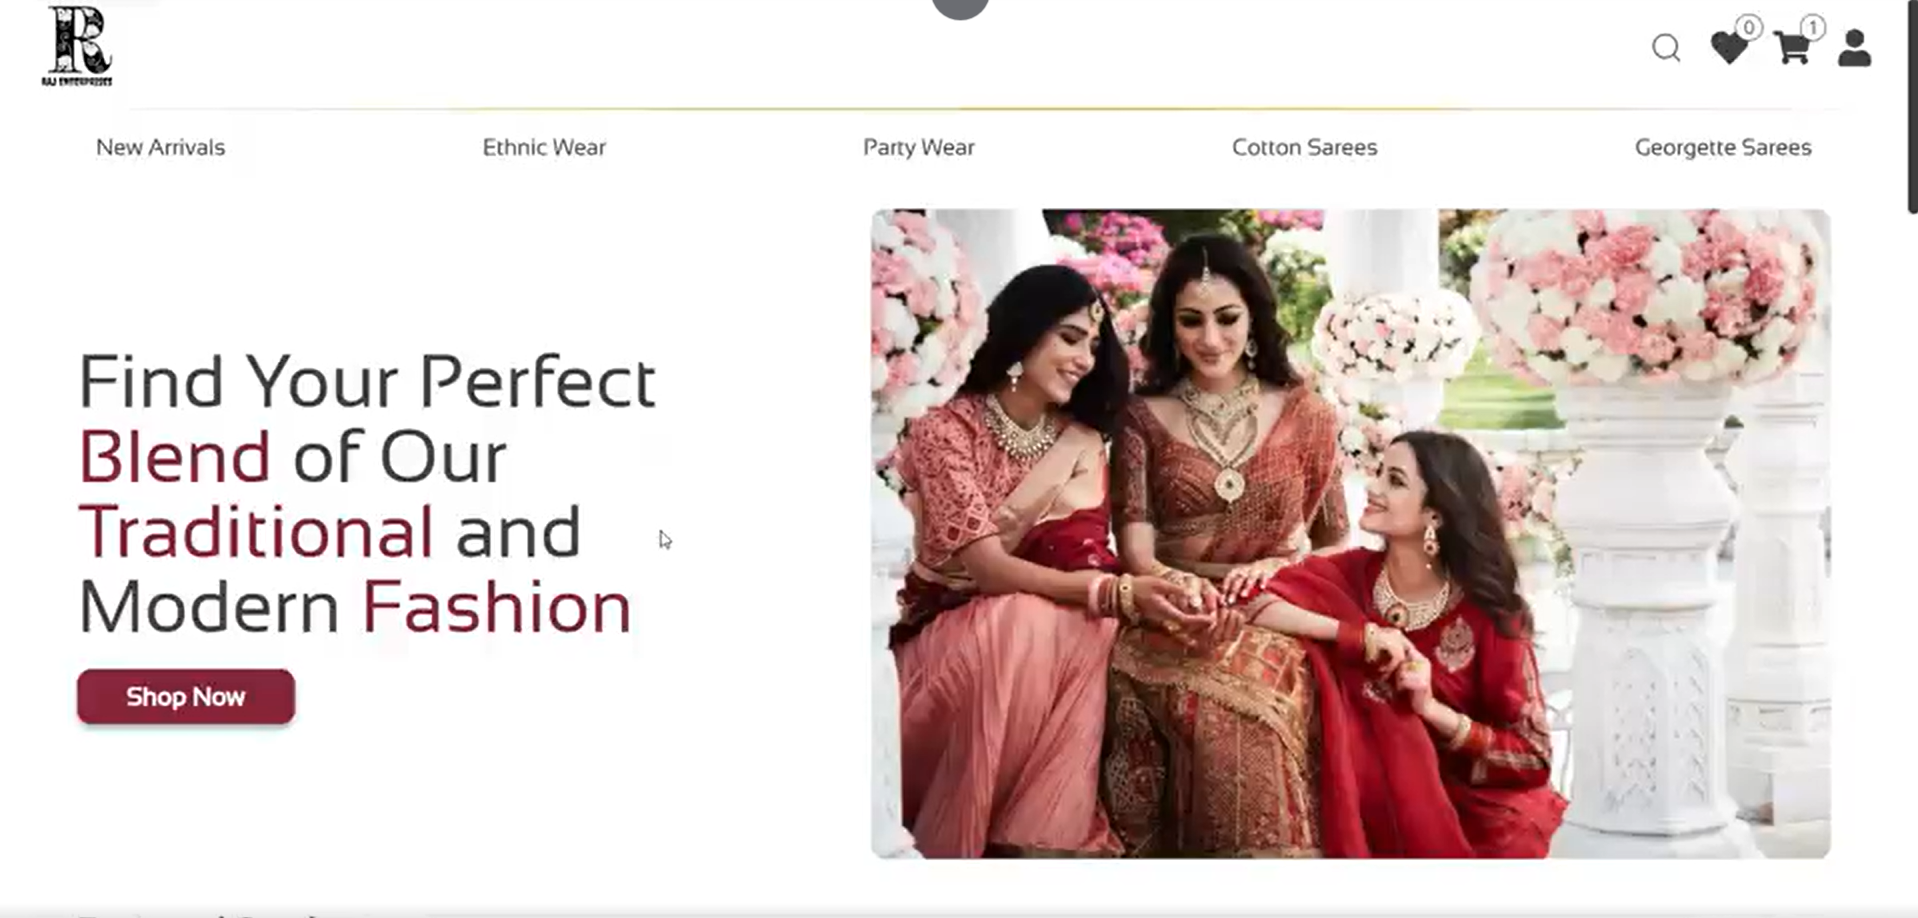 RAJ ENTERPRISES
0
1
New Arrivals
Ethnic Wear
Party Wear
Cotton Sarees
Georgette Sarees
Find Your Perfect
Blend of Our
Traditional and
Modern Fashion
Shop Now